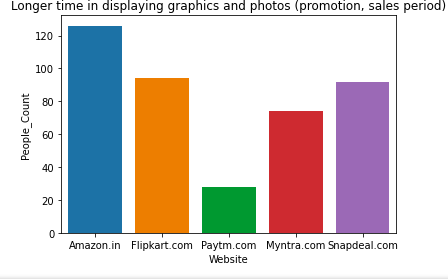 Longer time in displaying graphics and photos (promotion, sales period)
120
100
80
60
40
20
0
People_Count
Amazon.in Flipkart.com Paytm.com Myntra.com Snapdeal.com
Website